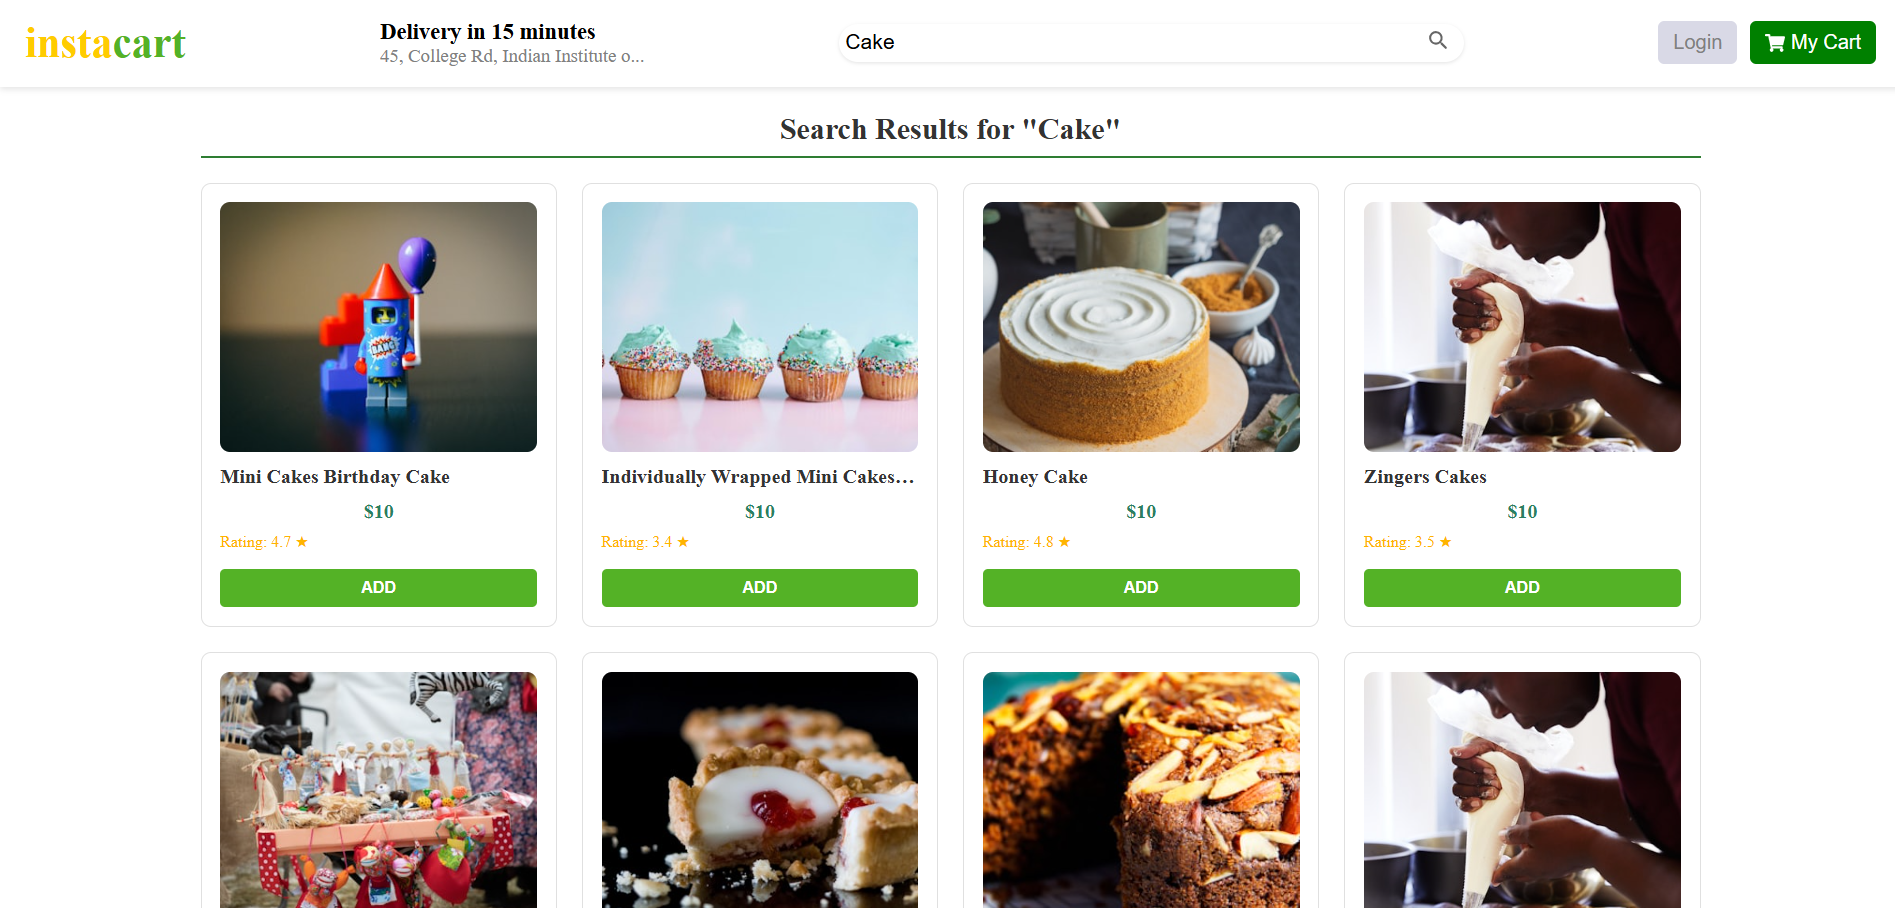 instacart
Delivery in 15 minutes
45, College Rd, Indian Institute o...
Cake
Login
My Cart
Search Results for "Cake"
BANG
Mini Cakes Birthday Cake
$10
Rating: 4.7 ★
ADD
Individually Wrapped Mini Cakes...
$10
Rating: 3.4 ★
ADD
Honey Cake
$10
Rating: 4.8 ★
ADD
Zingers Cakes
$10
Rating: 3.5 ★
ADD